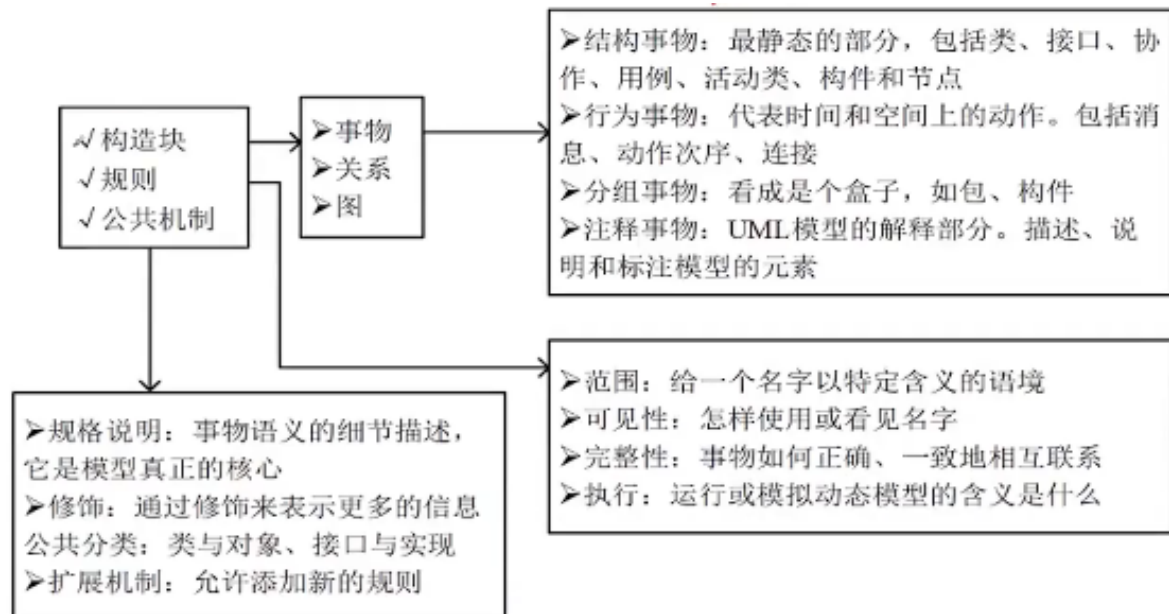 √构造块
√规则
√公共机制
➢事物
➢关系
➢图
➢结构事物：最静态的部分，包括类、接口、协
作、用例、活动类、构件和节点
➢行为事物：代表时间和空间上的动作。包括消
息、动作次序、连接
➢分组事物：看成是个盒子，如包、构件
➢注释事物：UML模型的解释部分。描述、说
明和标注模型的元素
➢范围：给一个名字以特定含义的语境
➢可见性：怎样使用或看见名字
➢完整性：事物如何正确、一致地相互联系
➢执行：运行或模拟动态模型的含义是什么
➢规格说明：事物语义的细节描述，
它是模型真正的核心
➢修饰：通过修饰来表示更多的信息
公共分类：类与对象、接口与实现
➢扩展机制：允许添加新的规则